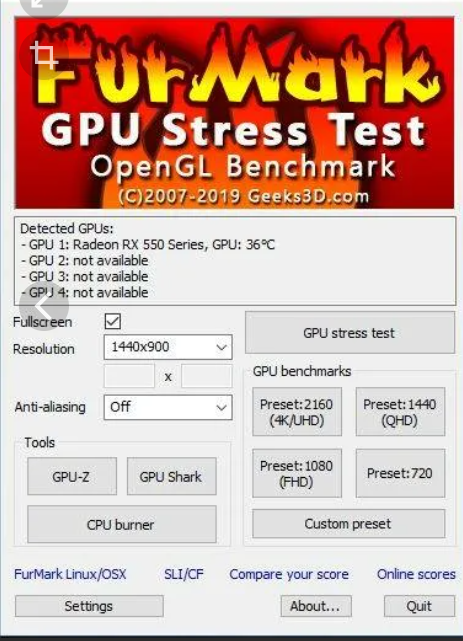 FurMark
GPU Stress Test
OpenGL Benchmark
(C)2007-2019 Geeks3D.com
Detected GPUs:
- GPU 1: Radeon RX 550 Series, GPU: 36°C
- GPU 2: not available
- GPU 3: not available
- GPU 4: not available
Fullscreen
Resolution
1440x900
x
Anti-aliasing
Off
GPU stress test
GPU benchmarks
Preset:2160
(4K/UHD)
Preset:1440
(QHD)
Preset:1080
(FHD)
Preset:720
Custom preset
Tools
GPU-Z
GPU Shark
CPU burner
FurMark Linux/OSX
SLI/CF
Compare your score
Online scores
Settings
About...
Quit